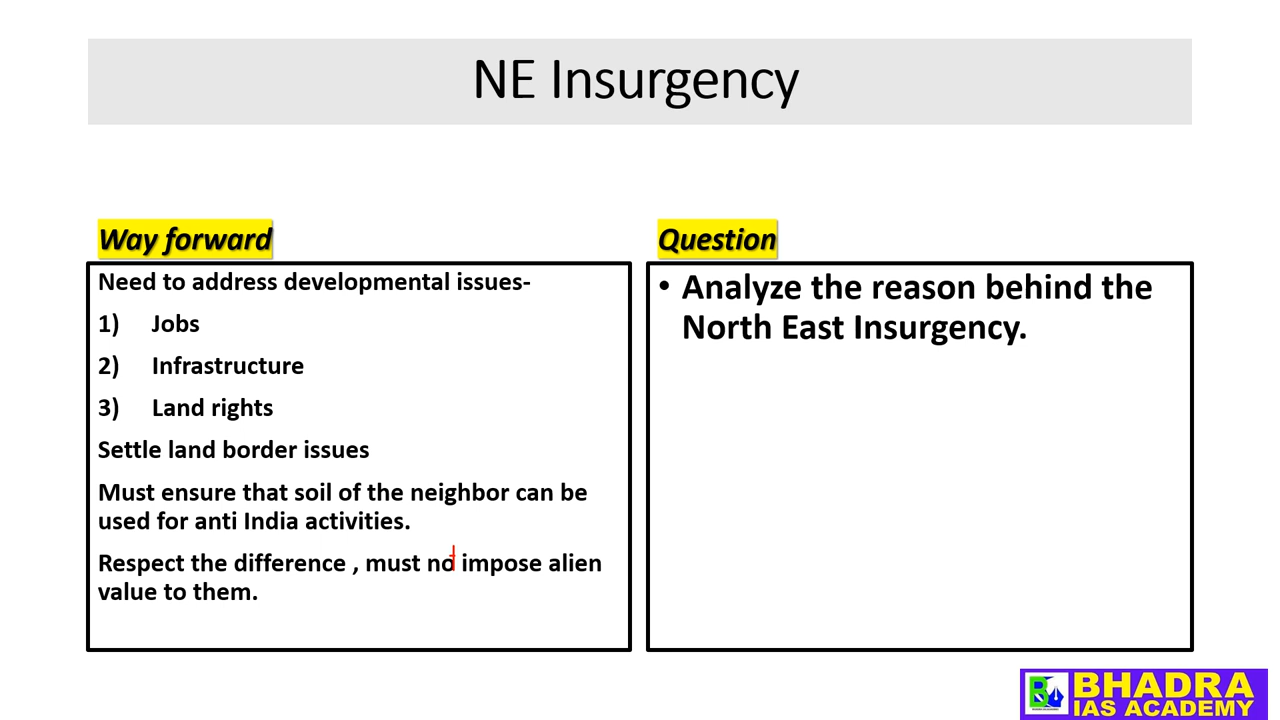 NE Insurgency
Way forward
Need to address developmental issues-
1) Jobs
2) Infrastructure
3) Land rights
Settle land border issues
Must ensure that soil of the neighbor can be
used for anti India activities.
Respect the difference , must not impose alien
value to them.
Question
• Analyze the reason behind the
North East Insurgency.
BHADRA
IAS ACADEMY